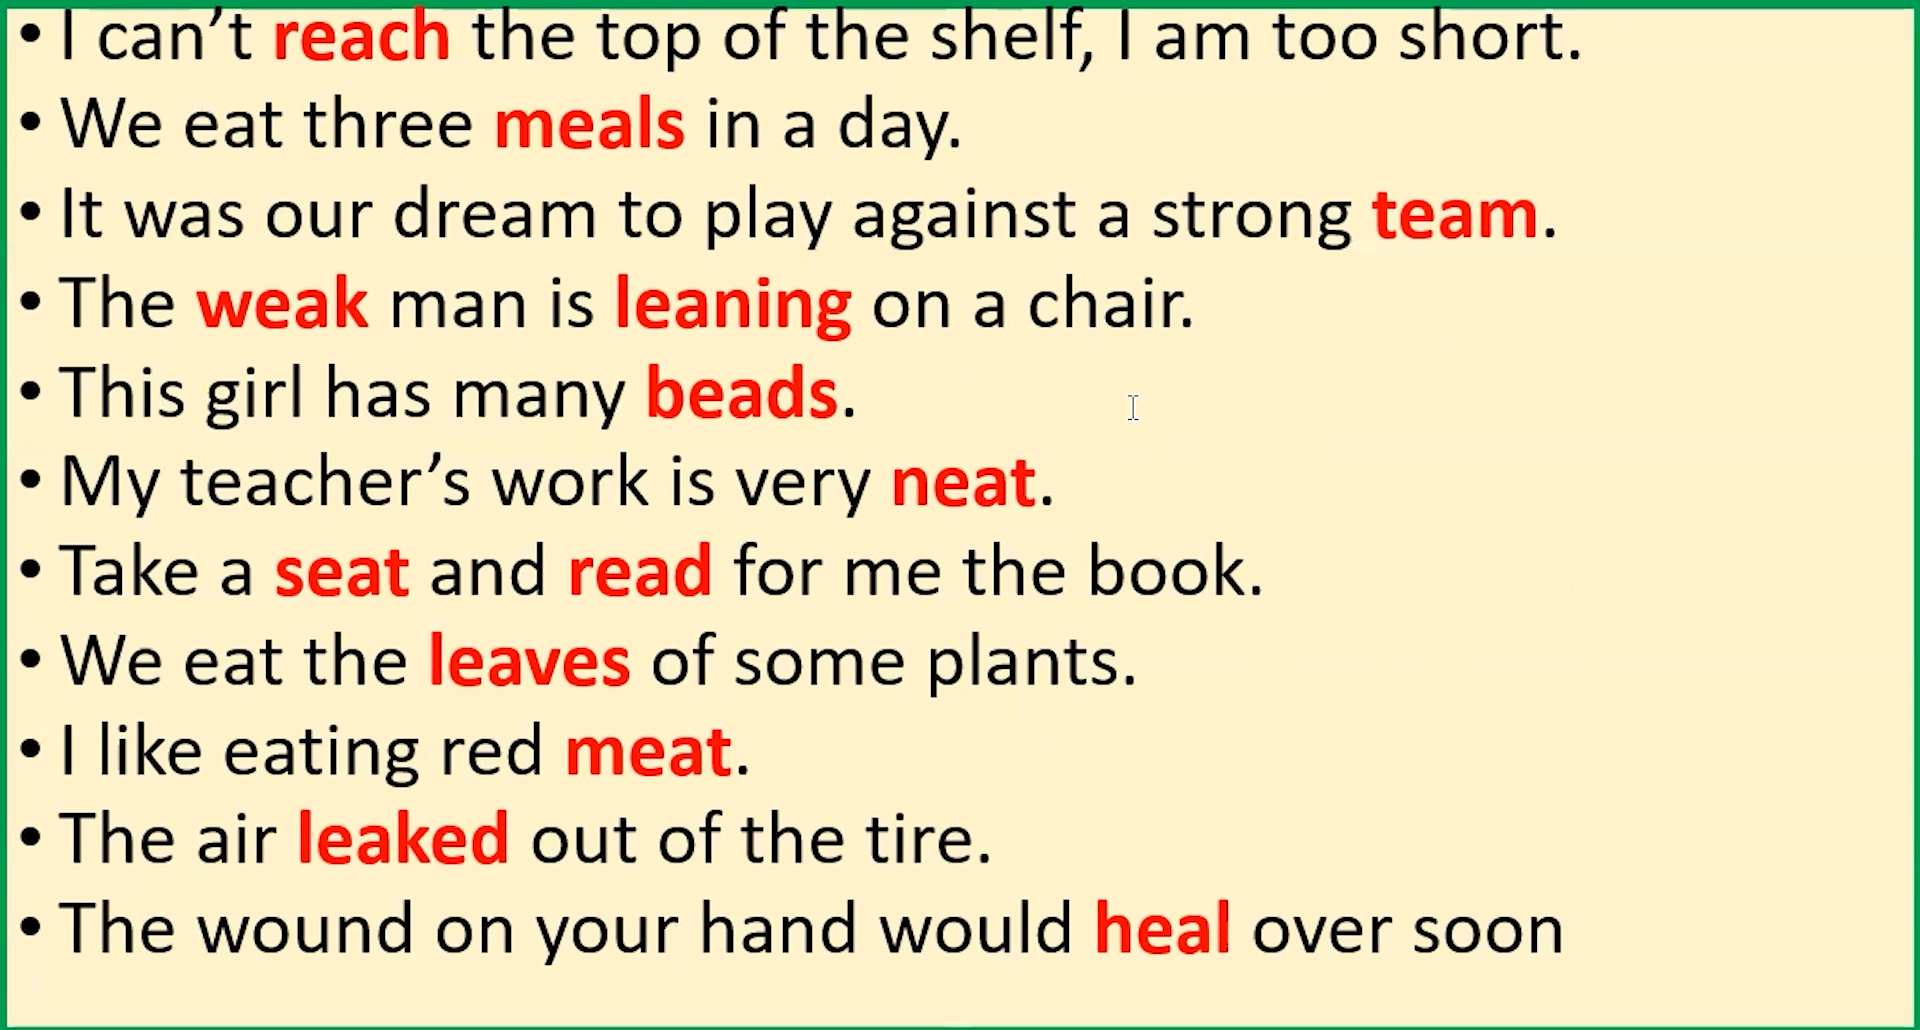 • I can’t reach the top of the shelf, I am too short.
• We eat three meals in a day.
• It was our dream to play against a strong team.
• The weak man is leaning on a chair.
• This girl has many beads.
• My teacher’s work is very neat.
• Take a seat and read for me the book.
• We eat the leaves of some plants.
• I like eating red meat.
• The air leaked out of the tire.
• The wound on your hand would heal over soon